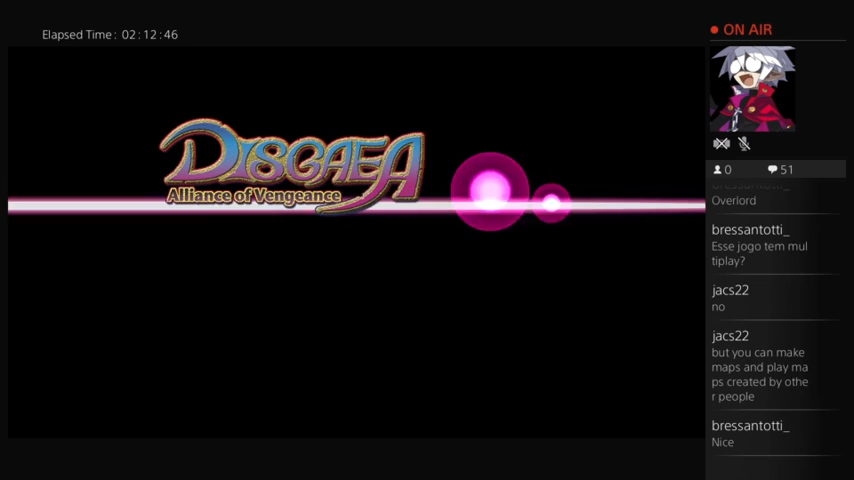 Elapsed Time: 02:12:46
ON AIR
DISGAEA
Alliance of Vengeance
0
51
Overlord
bressantotti_
Esse jogo tem mul
tiplay?
jacs22
no
jacs22
but you can make
maps and play ma
ps created by othe
r people
bressantotti_
Nice